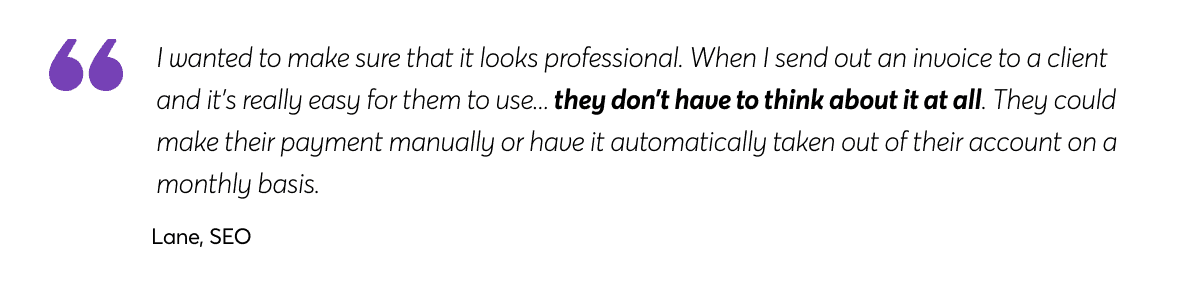 I wanted to make sure that it looks professional. When I send out an invoice to a client
and it's really easy for them to use... they don't have to think about it at all. They could
make their payment manually or have it automatically taken out of their account on a
monthly basis.
Lane, SEO